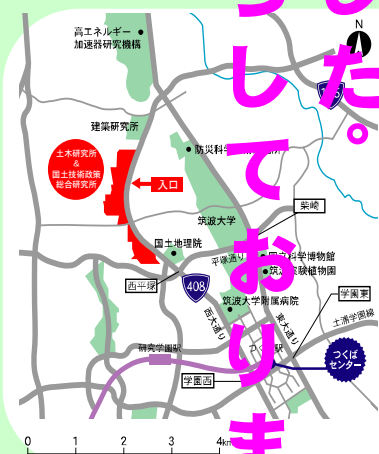 した。
しております
N
高エネルギー
加速器研究機構
建築研究所
防災科学
土木研究所
&
国土技術政策
総合研究所
入口
柴崎
筑波大学
国土地理院
平塚通り
科学博物館
実験植物園
西平塚
408
筑波大学附属病院
学園東
西大通り
東大通り
土浦学園線
研究学園駅
駅
つくば
センター
学園西
0 1 2 3 4km